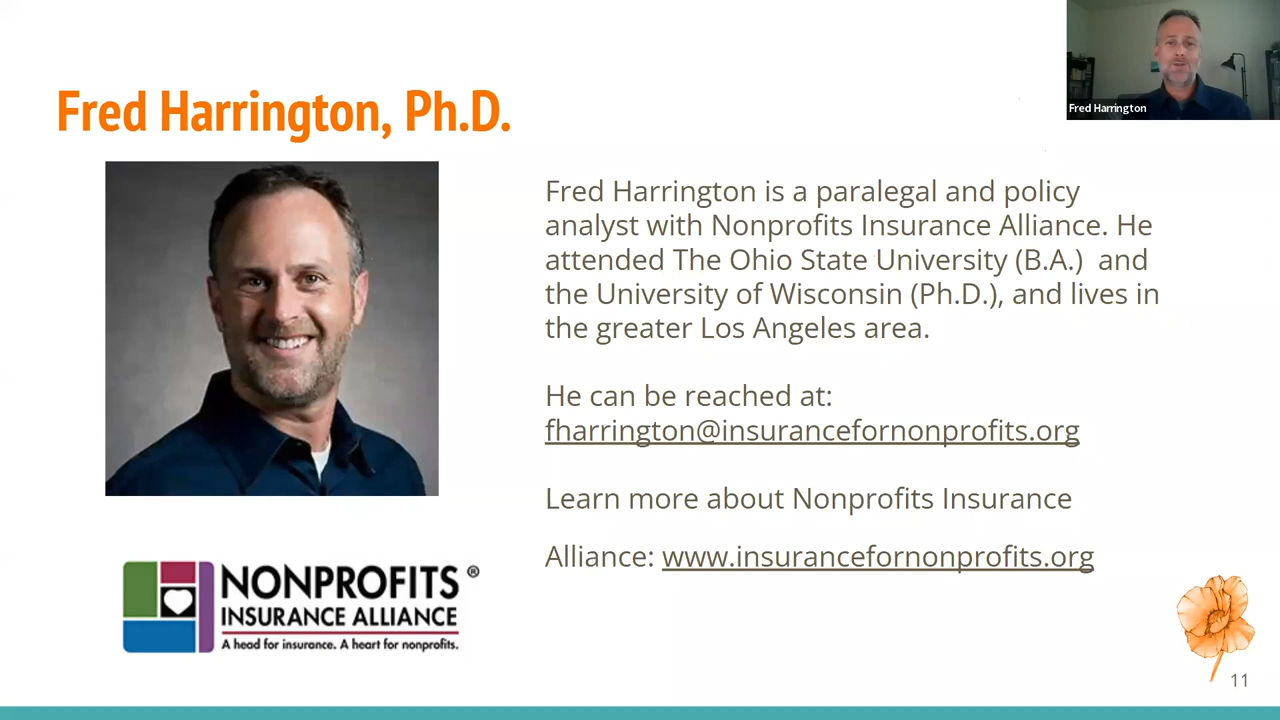 Fred Harrington
Fred Harrington, Ph.D.
Fred Harrington is a paralegal and policy
analyst with Nonprofits Insurance Alliance. He
attended The Ohio State University (B.A.) and
the University of Wisconsin (Ph.D.), and lives in
the greater Los Angeles area.
He can be reached at:
fharrington@insurancefornonprofits.org
Learn more about Nonprofits Insurance
Alliance: www.insurancefornonprofits.org
NONPROFITS ®
INSURANCE ALLIANCE
A head for insurance. A heart for nonprofits.
11